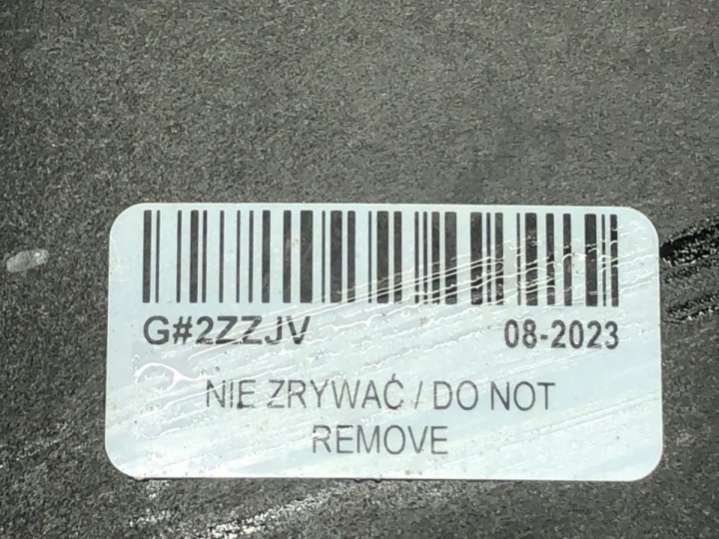 G#2ZZJV 08-2023
NIE ZRYWAĆ / DO NOT
REMOVE